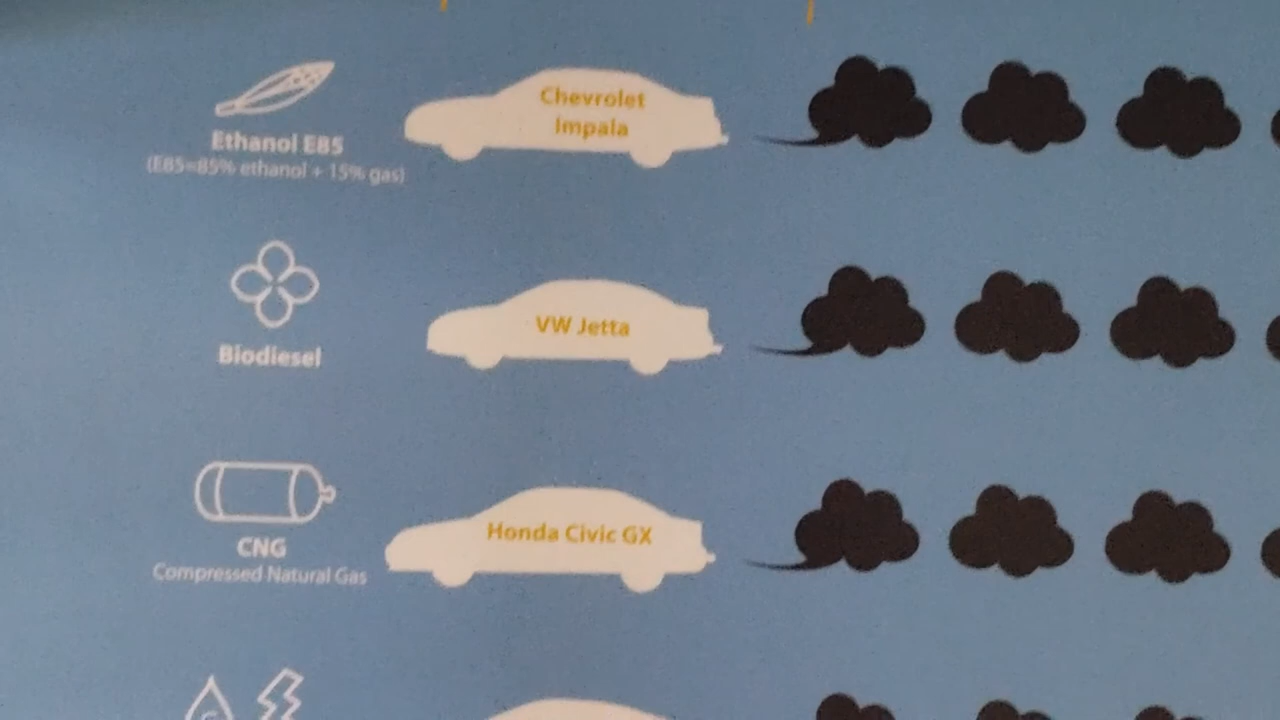 Chevrolet
Impala
Ethanol E85
(E85=85% ethanol + 15% gas)
VW Jetta
Biodiesel
Honda Civic GX
CNG
Compressed Natural Gas